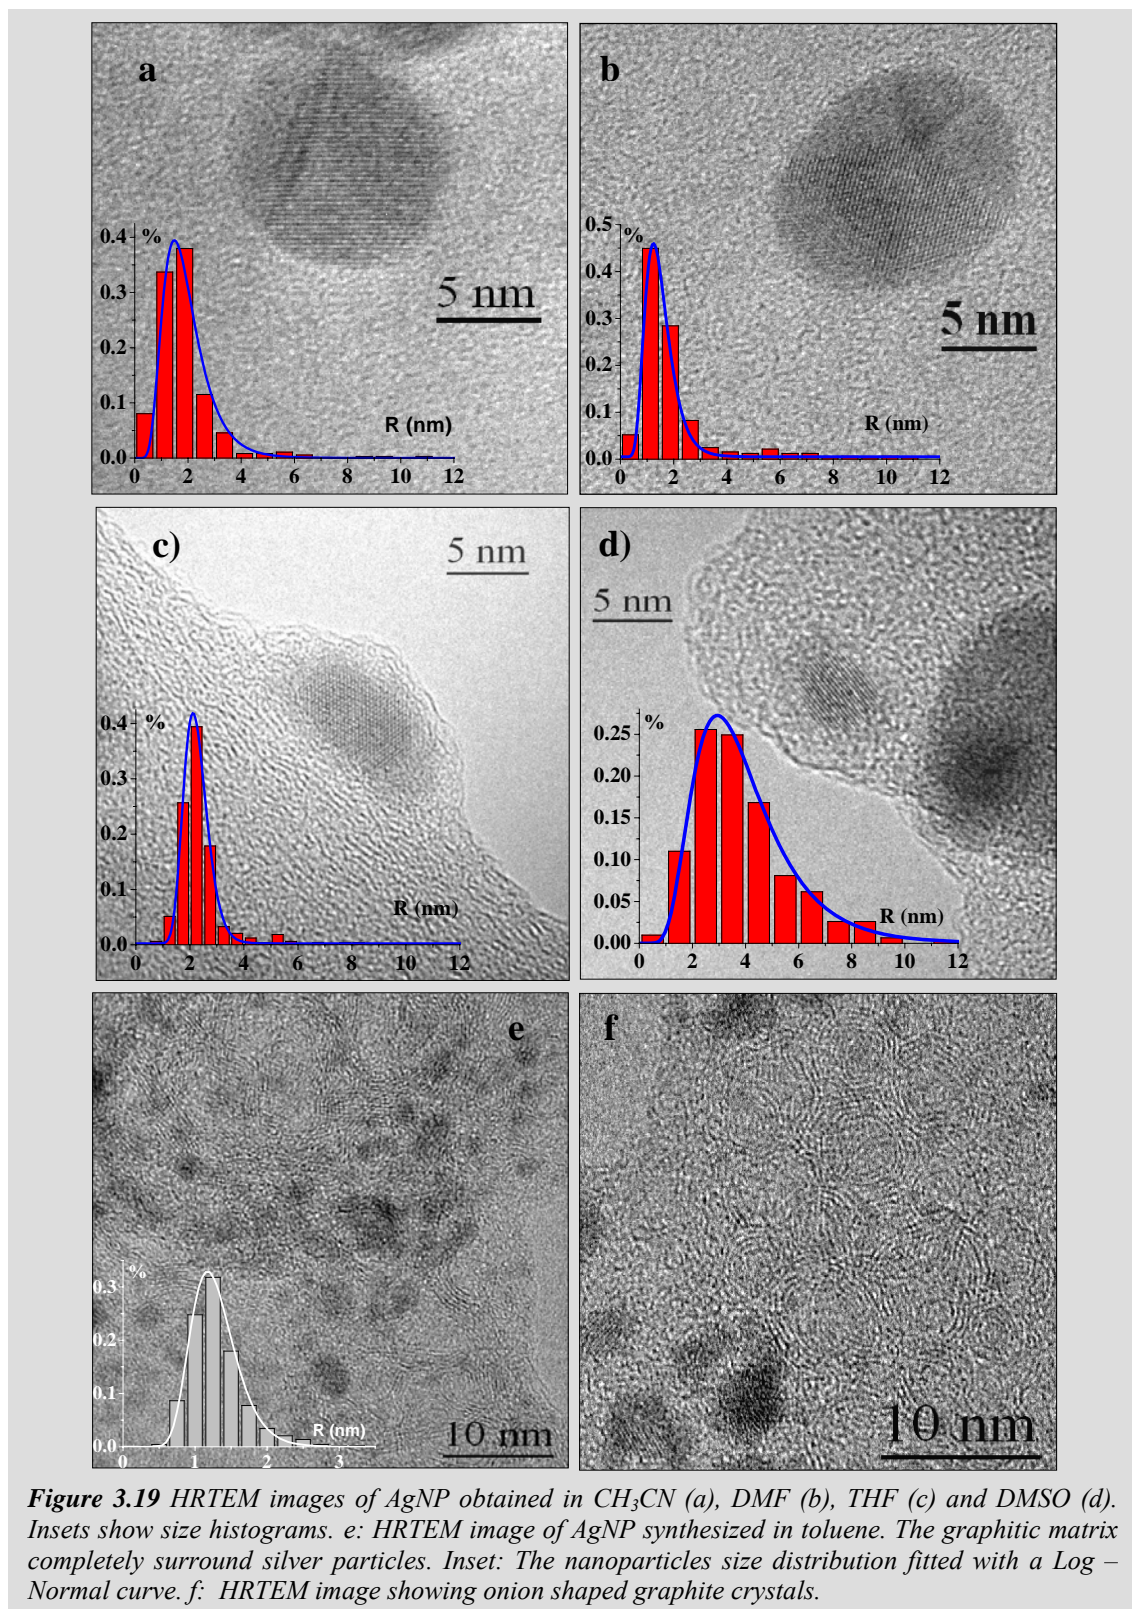 a
5 nm
0.4
%
0.3
0.2
0.1
0.0
R (nm)
0 2 4 6 8 10 12
b
5 nm
0.5
%
0.4
0.3
0.2
0.1
0.0
R (nm)
0 2 4 6 8 10 12
c)
5 nm
0.4
%
0.3
0.2
0.1
0.0
R (nm)
0 2 4 6 8 10 12
d)
5 nm
%
0.25
0.20
0.15
0.10
0.05
0.00
R (nm)
2 4 6 8 10 12
e
%
0.3
0.2
0.1
0.0
R (nm)
0 1 2 3
10 nm
f
10 nm
Figure 3.19 HRTEM images of AgNP obtained in CH₃CN (a), DMF (b), THF (c) and DMSO (d).
Insets show size histograms. e: HRTEM image of AgNP synthesized in toluene. The graphitic matrix
completely surround silver particles. Inset: The nanoparticles size distribution fitted with a Log –
Normal curve. f: HRTEM image showing onion shaped graphite crystals.